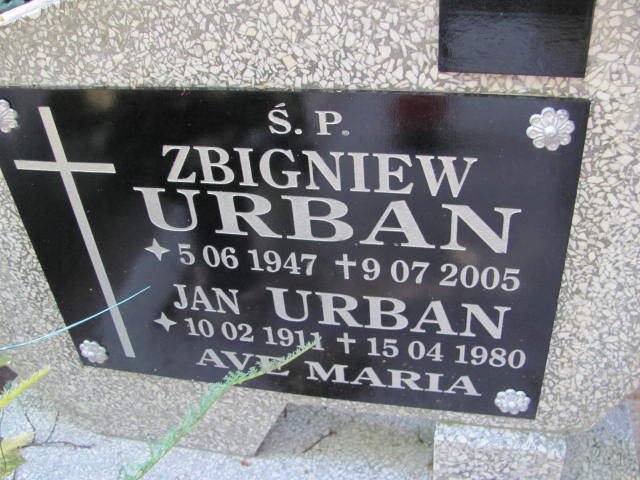 Ś. P.
ZBIGNIEW
URBAN
5 06 1947 ✝ 9 07 2005
JAN URBAN
10 02 1911 ✝ 15 04 1980
AVE MARIA